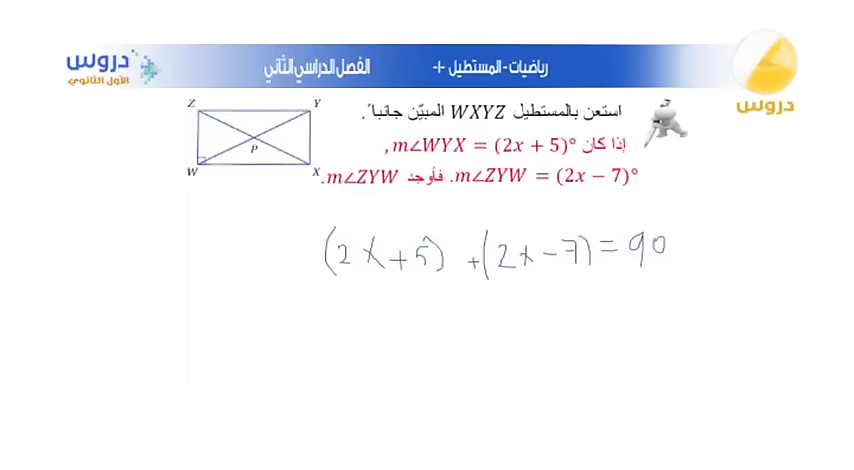 دروس
الأول الثانوي
الفصل الدراسي الثاني
رياضيات - المستطيل -1-
دروس
استعن بالمستطيل WXYZ المبيّن جانباً.
إذا كان m∠WYX = (2x + 5)° ,
m∠ZYW = (2x − 7)°. فأوجد m∠ZYW.
Z Y
P
W X
(2x + 5) + (2x − 7) = 90